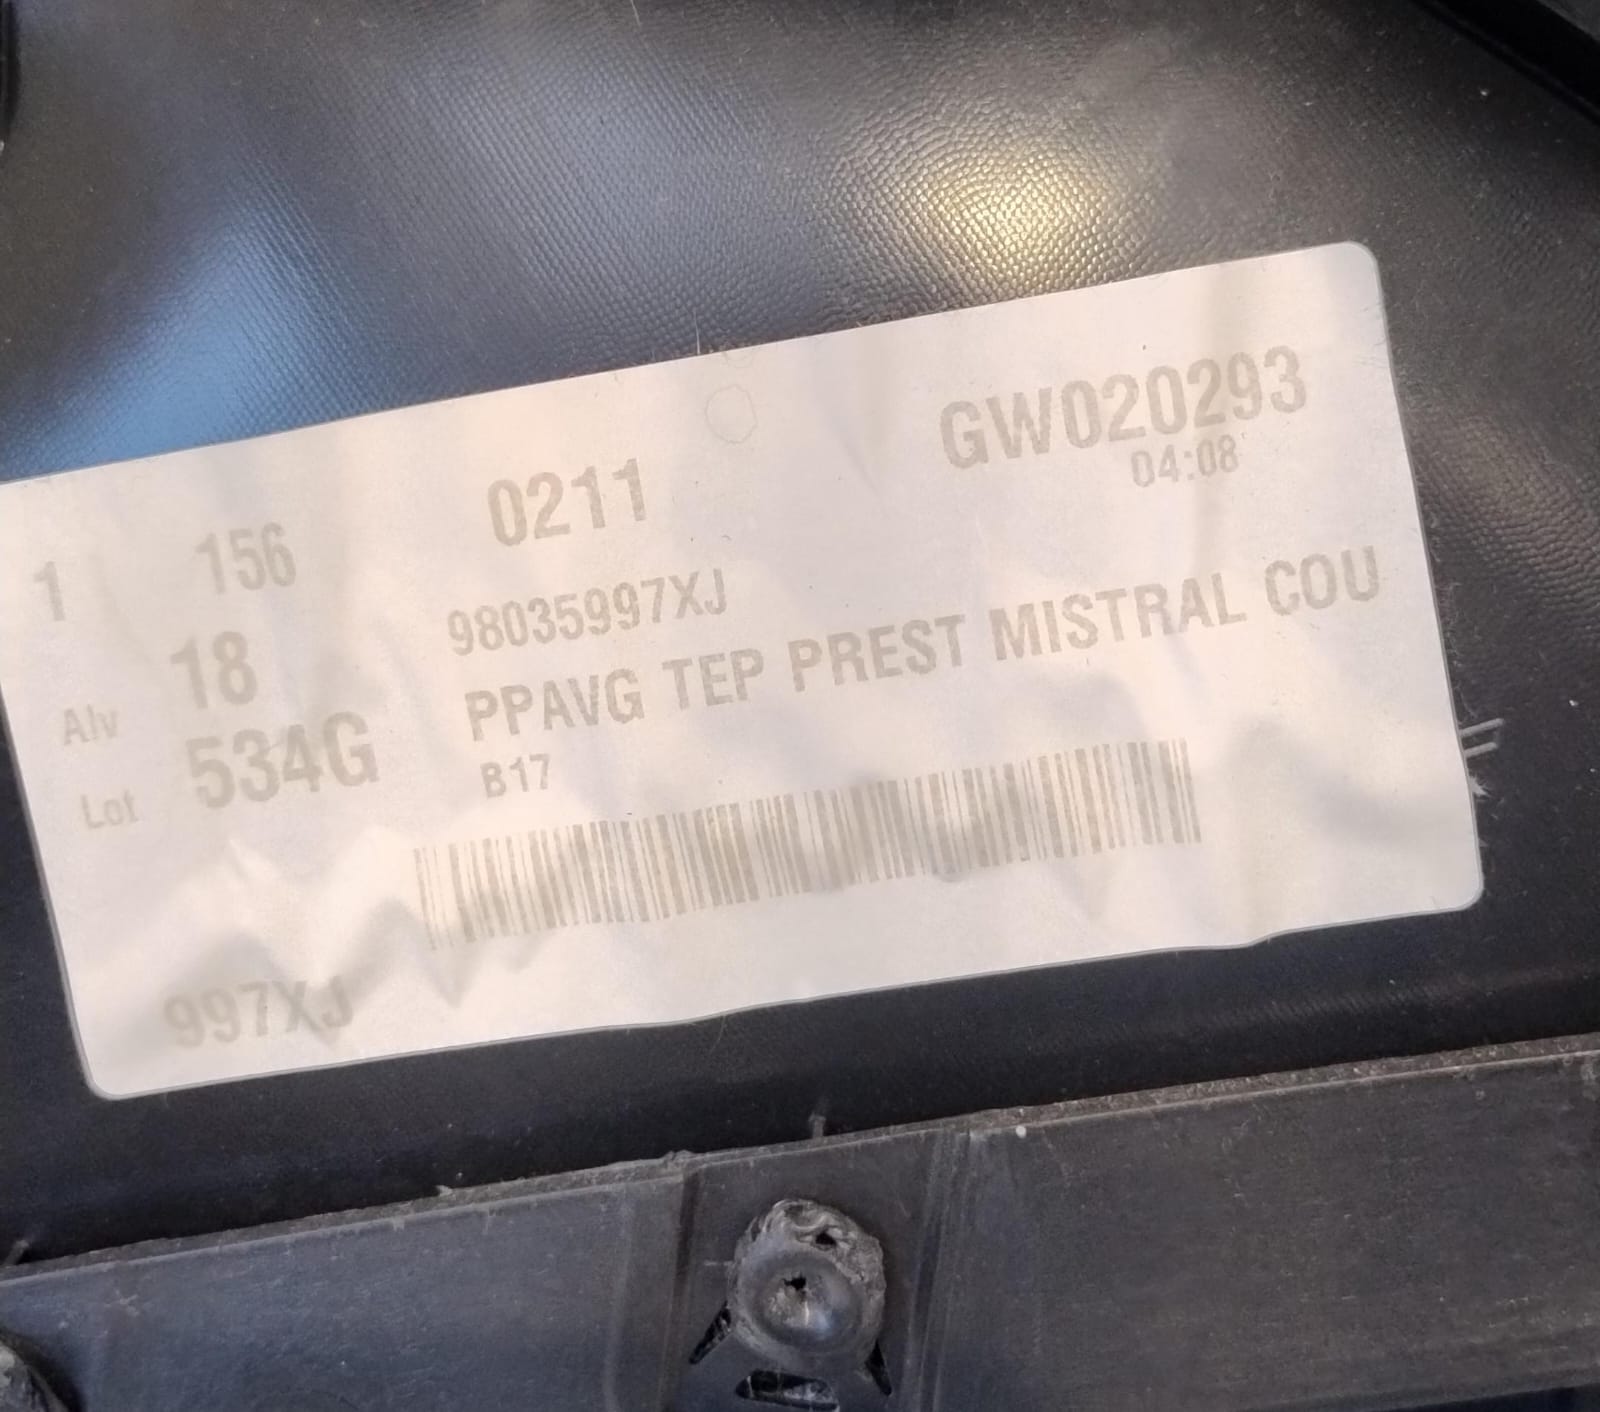 GW020293
04:08
1 156 0211
98035997XJ
Alv 18
PPAVG TEP PREST MISTRAL COU
Lot 534G
B17
997XJ